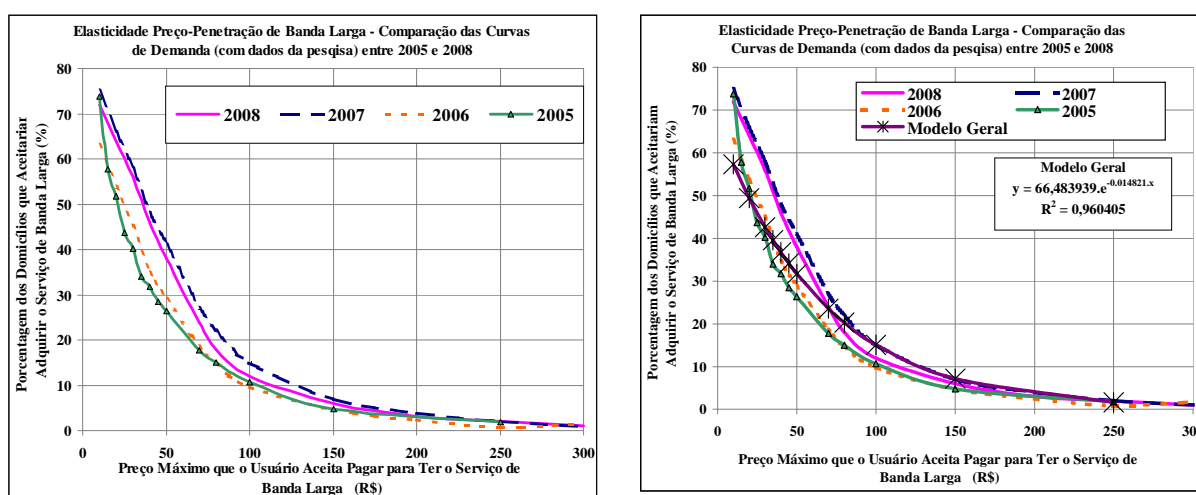 Elasticidade Preço-Penetração de Banda Larga - Comparação das Curvas
de Demanda (com dados da pesqisa) entre 2005 e 2008
Porcentagem dos Domicílios que Aceitariar
Adquirir o Serviço de Banda Larga (%)
80
70
60
50
40
30
20
10
0
2008 2007 2006 2005
0 50 100 150 200 250 300
Preço Máximo que o Usuário Aceita Pagar para Ter o Serviço de
Banda Larga (R$)
Elasticidade Preço-Penetração de Banda Larga - Comparação das
Curvas de Demanda (com dados da pesqisa) entre 2005 e 2008
Porcentagem dos Domicílios que Aceitariam
Adquirir o Serviço de Banda Larga (%)
80
70
60
50
40
30
20
10
0
2008 2007
2006 2005
Modelo Geral
Modelo Geral
y = 66,483939.e^-0.014821.x
R² = 0,960405
0 50 100 150 200 250 300
Preço Máximo que o Usuário Aceita Pagar para Ter o Serviço de
Banda Larga (R$)